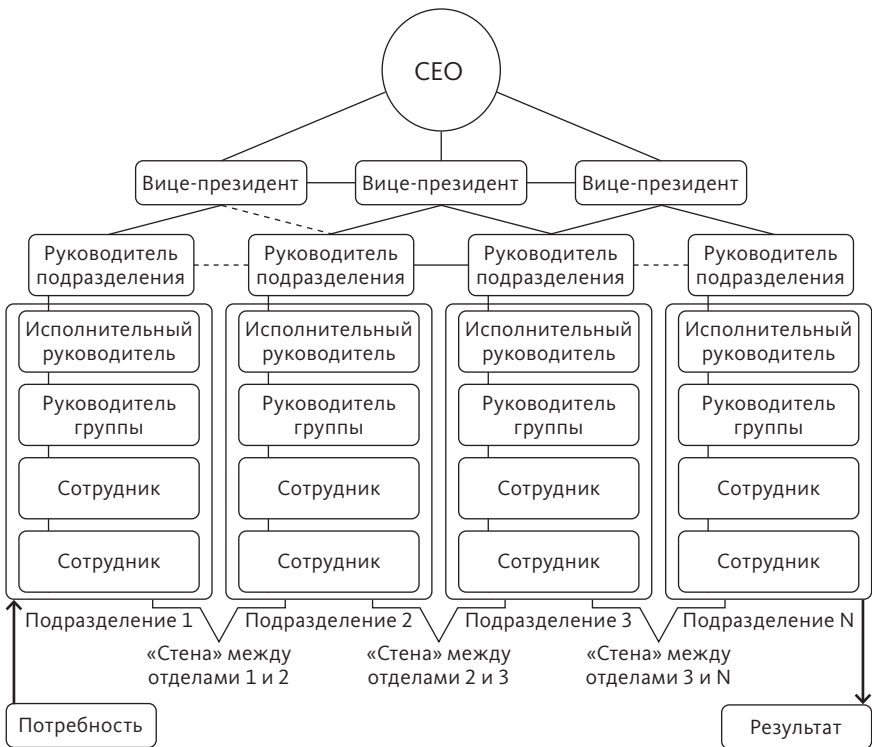 CEO
Вице-президент
Вице-президент
Вице-президент
Руководитель
подразделения
Руководитель
подразделения
Руководитель
подразделения
Руководитель
подразделения
Исполнительный
руководитель
Исполнительный
руководитель
Исполнительный
руководитель
Исполнительный
руководитель
Руководитель
группы
Руководитель
группы
Руководитель
группы
Руководитель
группы
Сотрудник
Сотрудник
Сотрудник
Сотрудник
Сотрудник
Сотрудник
Сотрудник
Сотрудник
Подразделение 1
Подразделение 2
Подразделение 3
Подразделение N
«Стена» между
отделами 1 и 2
«Стена» между
отделами 2 и 3
«Стена» между
отделами 3 и N
Потребность
Результат